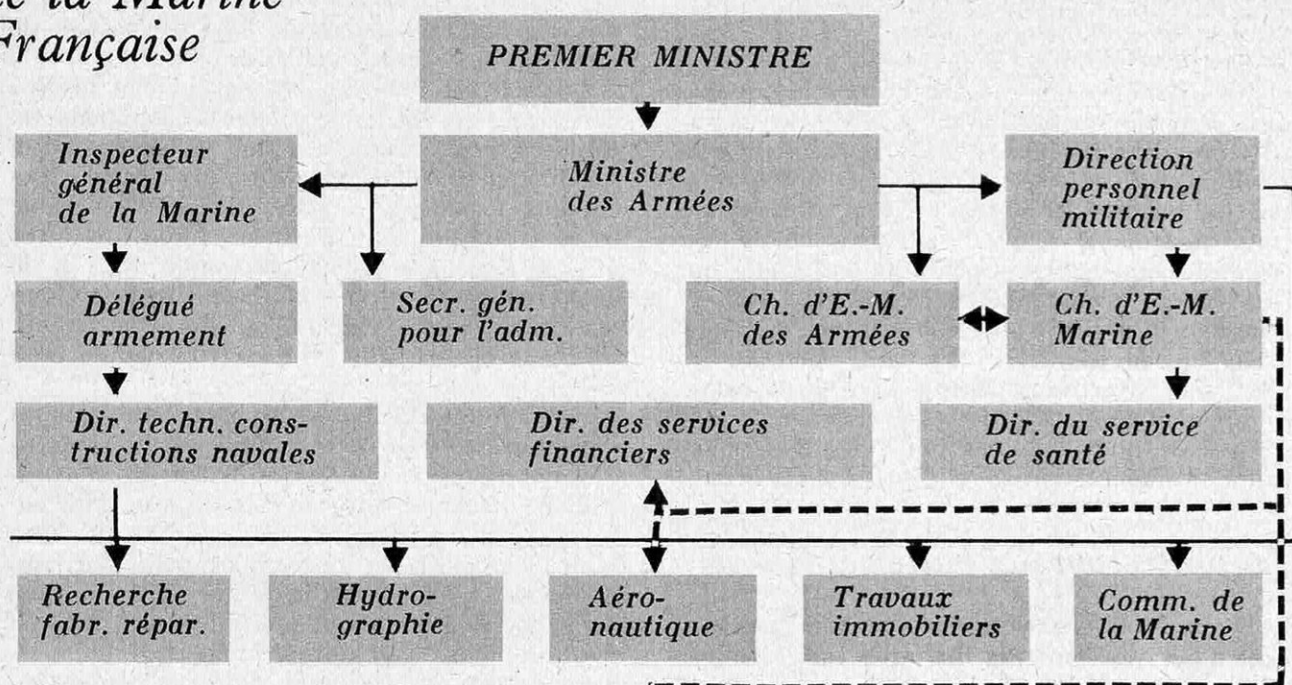 de la Marine
Française
PREMIER MINISTRE
Inspecteur
général
de la Marine
Ministre
des Armées
Direction
personnel
militaire
Délégué
armement
Secr. gén.
pour l'adm.
Ch. d'E.-M.
des Armées
Ch. d'E.-M.
Marine
Dir. techn. cons-
tructions navales
Dir. des services
financiers
Dir. du service
de santé
Recherche
fabr. répar.
Hydro-
graphie
Aéro-
nautique
Travaux
immobiliers
Comm. de
la Marine